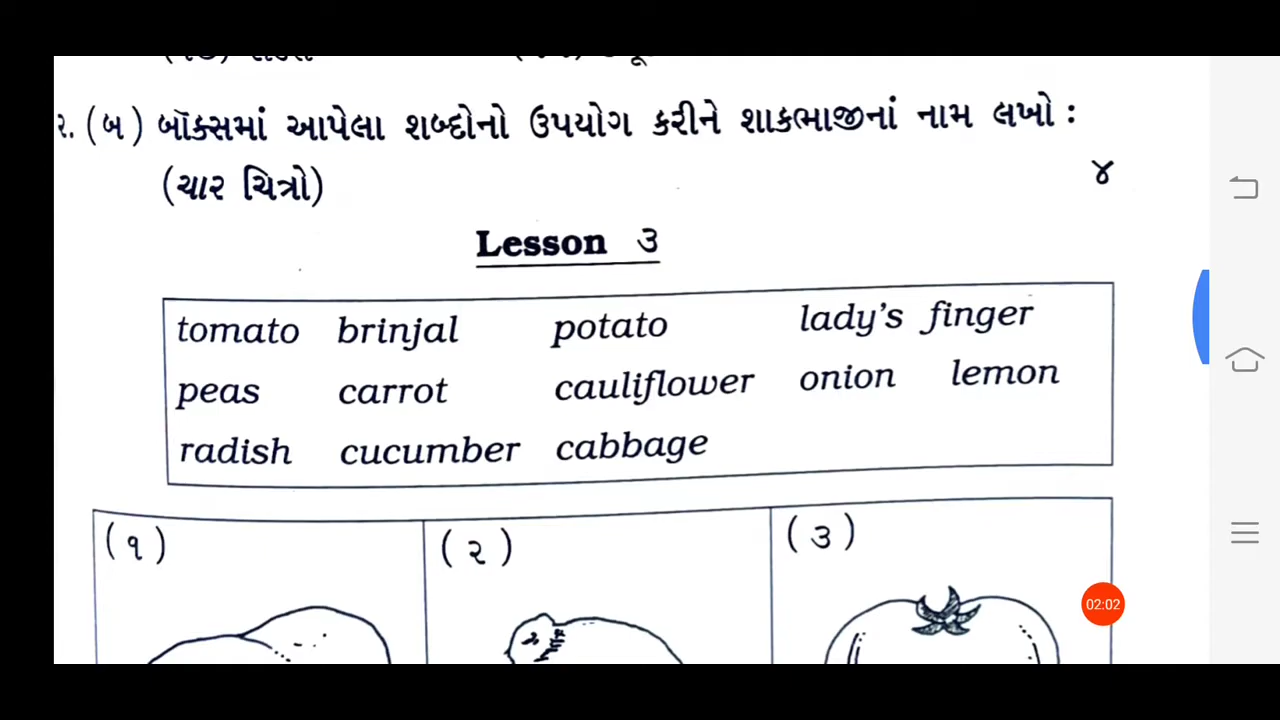 ૨. (બ) બૉક્સમાં આપેલા શબ્દોનો ઉપયોગ કરીને શાકભાજીનાં નામ લખો :
(ચાર ચિત્રો) ૪
Lesson ૩
tomato brinjal potato lady's finger
peas carrot cauliflower onion lemon
radish cucumber cabbage
(૧) (૨) (૩)
02:02